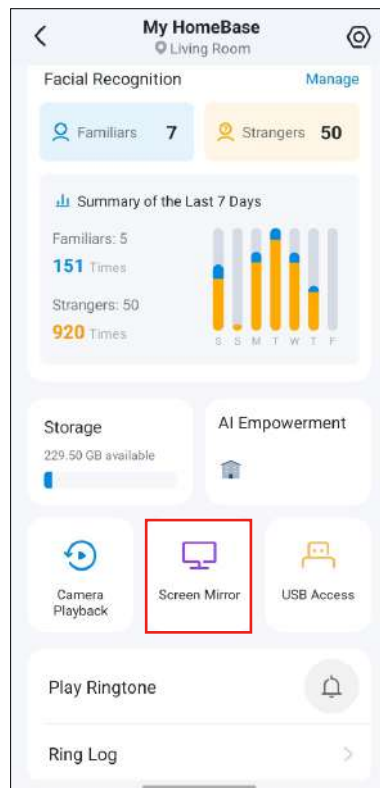 My HomeBase
Living Room
Facial Recognition Manage
Familiars 7 Strangers 50
Summary of the Last 7 Days
Familiars: 5
151 Times
Strangers: 50
920 Times
S S M T W T F
Storage
229.50 GB available
AI Empowerment
Camera
Playback
Screen Mirror
USB Access
Play Ringtone
Ring Log